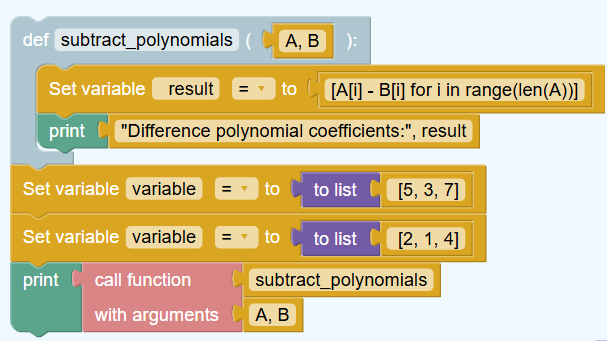 def subtract_polynomials ( A, B ):
Set variable result = to [A[i] - B[i] for i in range(len(A))]
print "Difference polynomial coefficients:", result
Set variable variable = to to list [5, 3, 7]
Set variable variable = to to list [2, 1, 4]
print call function subtract_polynomials
with arguments A, B